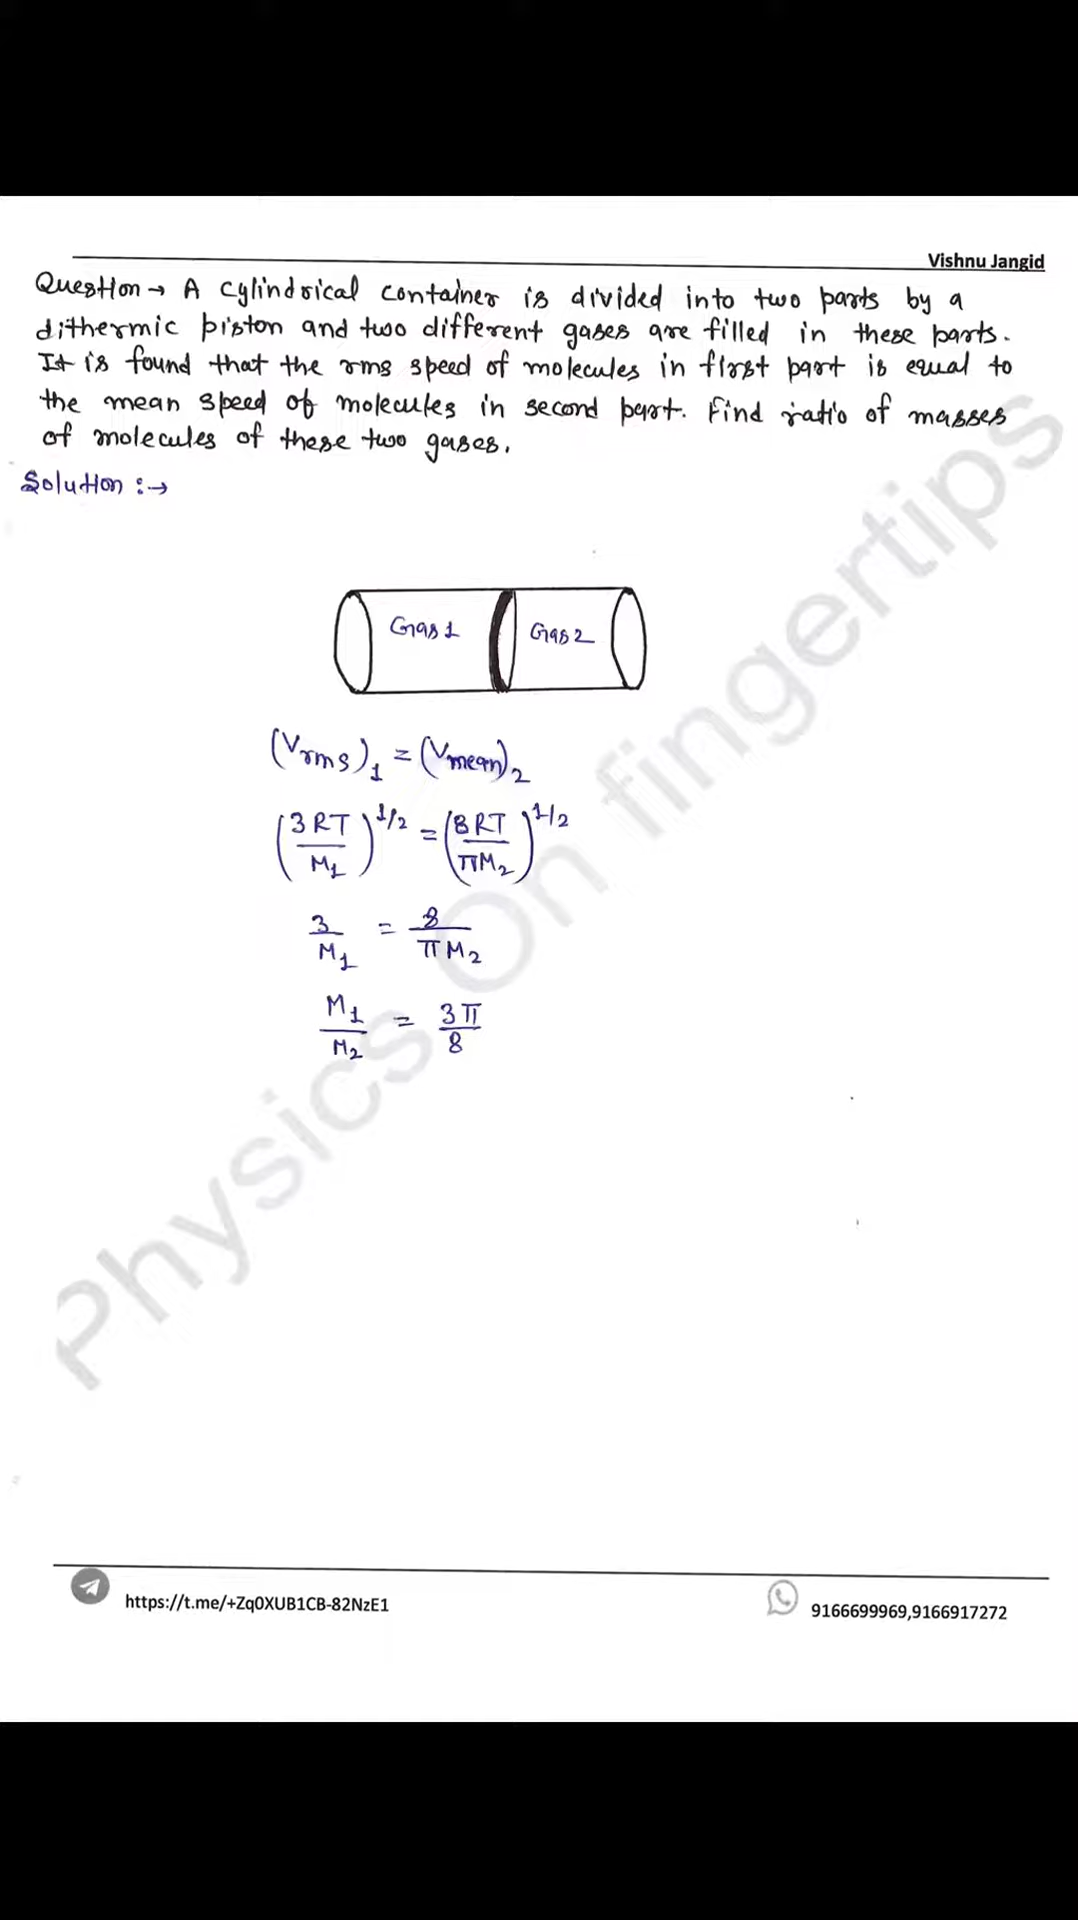 Vishnu Jangid
Question → A cylindrical container is divided into two parts by a
dithermic piston and two different gases are filled in these parts.
It is found that the rms speed of molecules in first part is equal to
the mean speed of molecules in second part. Find ratio of masses
of molecules of these two gases.
Solution :→
Gas 1 Gas 2
(Vrms)₁ = (Vmean)₂
(3RT/M₁)^1/2 = (8RT/πM₂)^1/2
3/M₁ = 8/πM₂
M₁/M₂ = 3π/8
Physics On fingertips
https://t.me/+Zq0XUB1CB-82NzE1
9166699969,9166917272